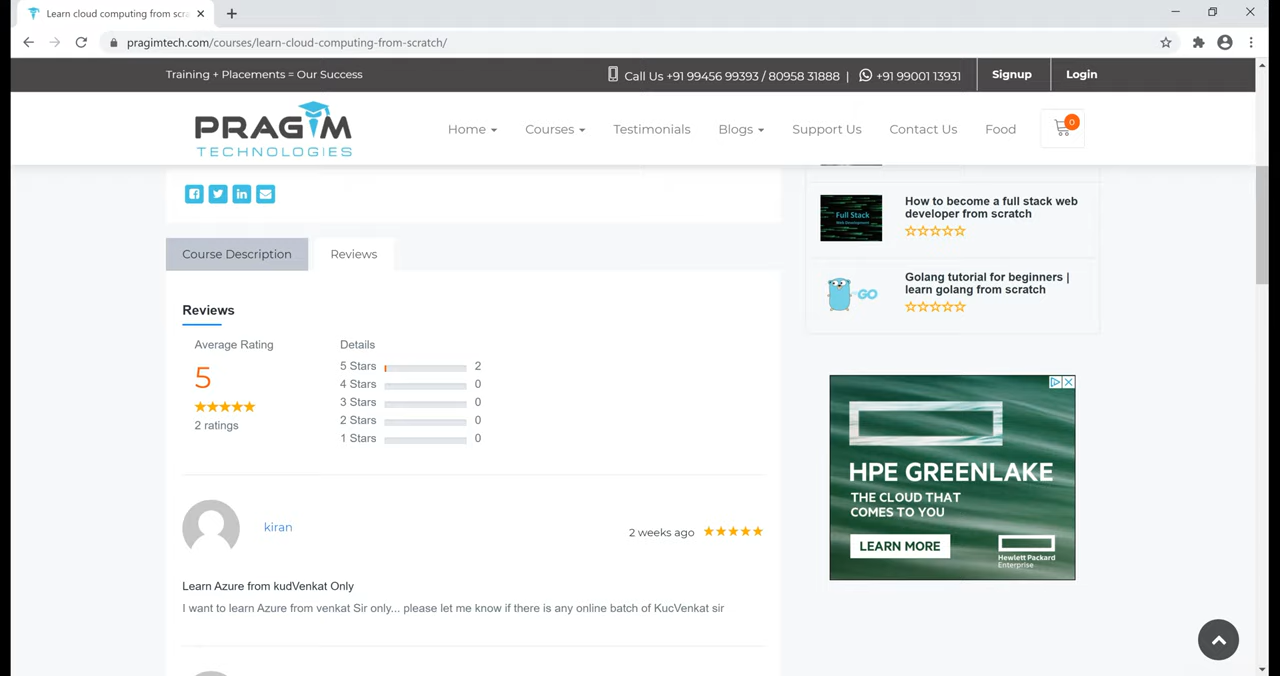 Learn cloud computing from scra
pragimtech.com/courses/learn-cloud-computing-from-scratch/
Training + Placements = Our Success
Call Us +91 99456 99393 / 80958 31888 | +91 99001 13931
Signup
Login
PRAGIM
TECHNOLOGIES
Home
Courses
Testimonials
Blogs
Support Us
Contact Us
Food
0
Course Description
Reviews
Reviews
Average Rating
5
2 ratings
Details
5 Stars 2
4 Stars 0
3 Stars 0
2 Stars 0
1 Stars 0
kiran
2 weeks ago
Learn Azure from kudVenkat Only
I want to learn Azure from venkat Sir only... please let me know if there is any online batch of KucVenkat sir
Full Stack
Web Development
How to become a full stack web
developer from scratch
GO
Golang tutorial for beginners |
learn golang from scratch
HPE GREENLAKE
THE CLOUD THAT
COMES TO YOU
LEARN MORE
Hewlett Packard
Enterprise